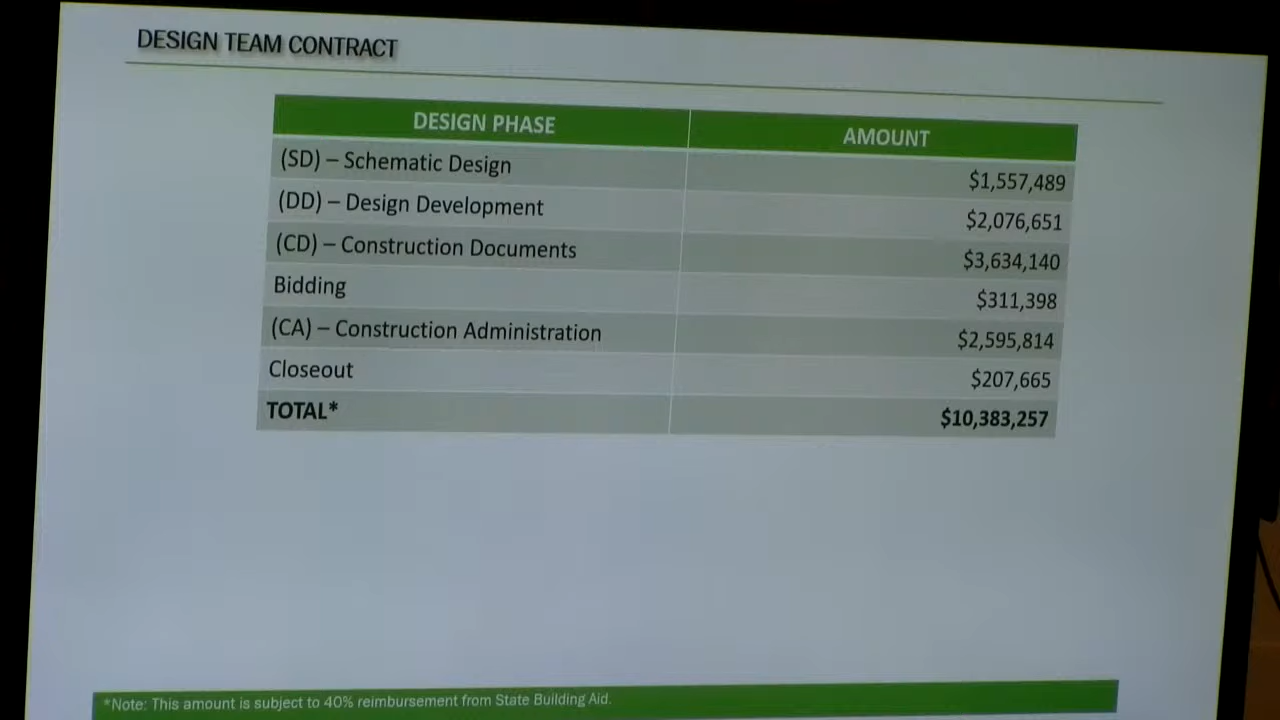 DESIGN TEAM CONTRACT
DESIGN PHASE AMOUNT
(SD) – Schematic Design $1,557,489
(DD) – Design Development $2,076,651
(CD) – Construction Documents $3,634,140
Bidding $311,398
(CA) – Construction Administration $2,595,814
Closeout $207,665
TOTAL* $10,383,257
*Note: This amount is subject to 40% reimbursement from State Building Aid.